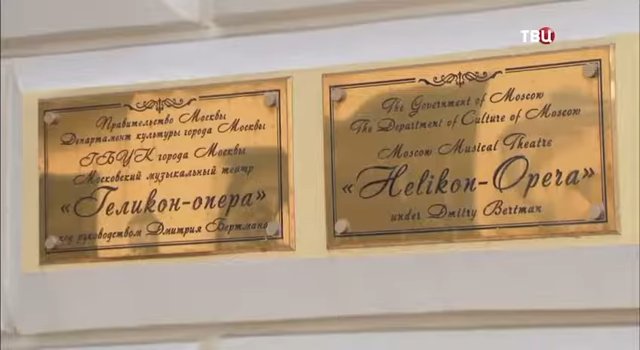 ТВЦ
Правительство Москвы
Департамент культуры города Москвы
ГБУК города Москвы
Московский музыкальный театр
«Геликон-опера»
под руководством Дмитрия Бертмана
The Government of Moscow
The Department of Culture of Moscow
Moscow Musical Theatre
«Helikon-Opera»
under Dmitry Bertman